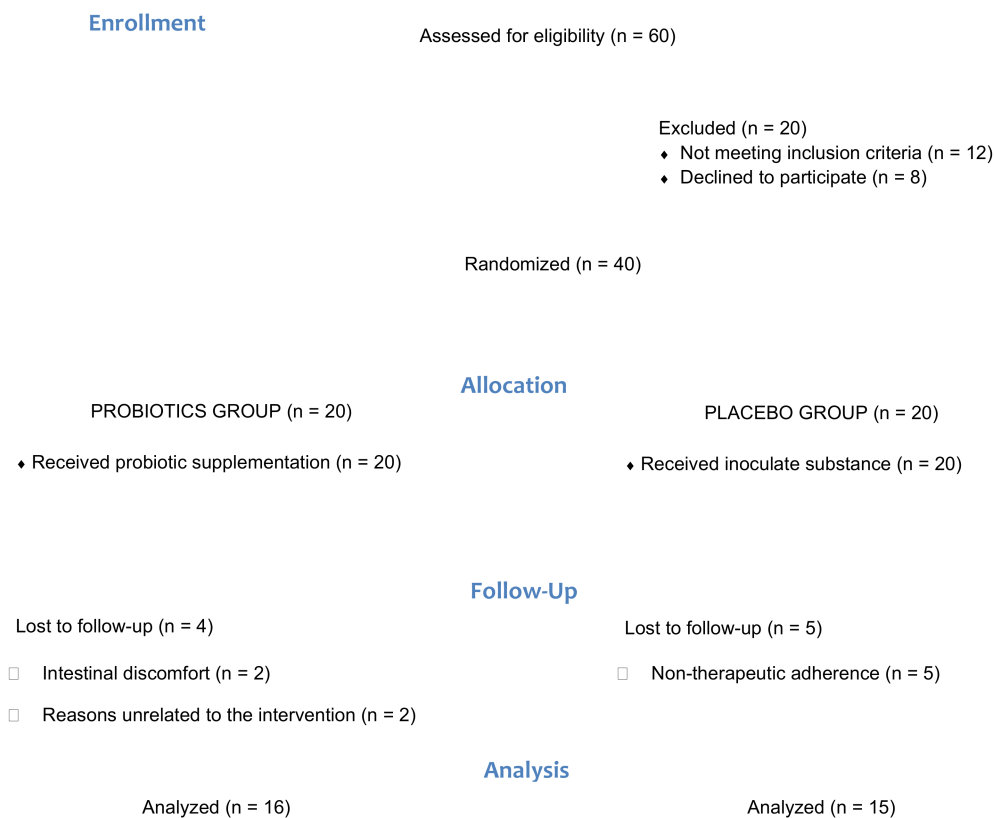 Enrollment
Assessed for eligibility (n = 60)
Excluded (n = 20)
♦ Not meeting inclusion criteria (n = 12)
♦ Declined to participate (n = 8)
Randomized (n = 40)
Allocation
PROBIOTICS GROUP (n = 20)
♦ Received probiotic supplementation (n = 20)
PLACEBO GROUP (n = 20)
♦ Received inoculate substance (n = 20)
Follow-Up
Lost to follow-up (n = 4)
Intestinal discomfort (n = 2)
Reasons unrelated to the intervention (n = 2)
Lost to follow-up (n = 5)
Non-therapeutic adherence (n = 5)
Analysis
Analyzed (n = 16)
Analyzed (n = 15)